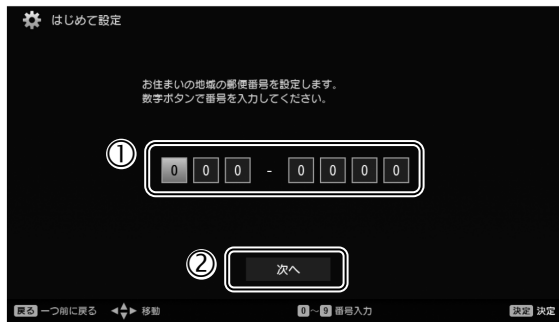 はじめて設定
お住まいの地域の郵便番号を設定します。
数字ボタンで番号を入力してください。
①
0 0 0 - 0 0 0 0
②
次へ
戻る 一つ前に戻る 移動 0～9 番号入力 決定 決定